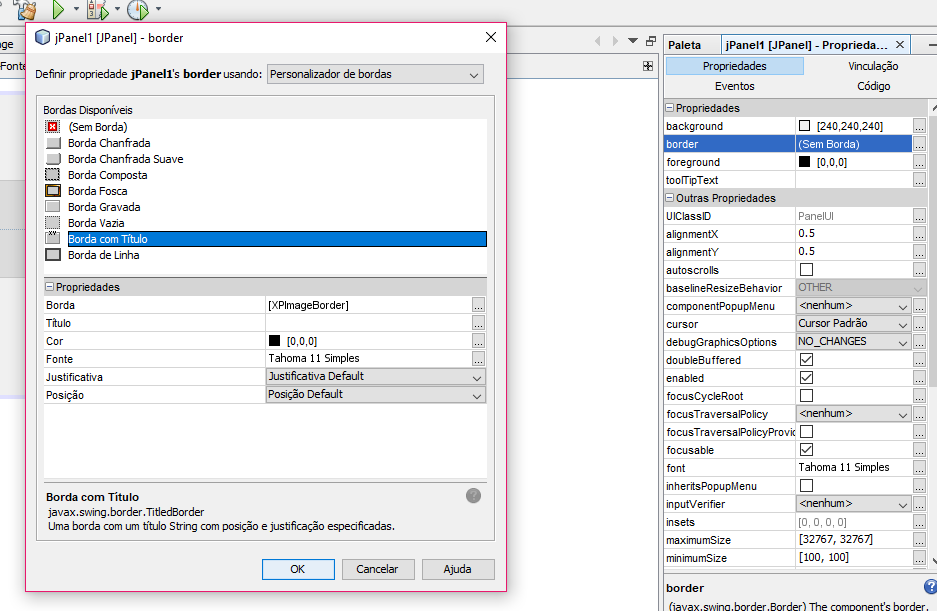 jPanel1 [JPanel] - border
Definir propriedade jPanel1's border usando: Personalizador de bordas
Bordas Disponíveis
(Sem Borda)
Borda Chanfrada
Borda Chanfrada Suave
Borda Composta
Borda Fosca
Borda Gravada
Borda Vazia
Borda com Título
Borda de Linha
Propriedades
Borda [XPImageBorder] ...
Título ...
Cor [0,0,0] ...
Fonte Tahoma 11 Simples ...
Justificativa Justificativa Default
Posição Posição Default
Borda com Título
javax.swing.border.TitledBorder
Uma borda com um título String com posição e justificação especificadas.
OK Cancelar Ajuda
Paleta jPanel1 [JPanel] - Proprieda...
Propriedades Vinculação
Eventos Código
Propriedades
background [240,240,240] ...
border (Sem Borda) ...
foreground [0,0,0] ...
toolTipText ...
Outras Propriedades
UIClassID PanelUI ...
alignmentX 0.5 ...
alignmentY 0.5 ...
autoscrolls ...
baselineResizeBehavior OTHER
componentPopupMenu <nenhum> ...
cursor Cursor Padrão ...
debugGraphicsOptions NO_CHANGES ...
doubleBuffered ...
enabled ...
focusCycleRoot ...
focusTraversalPolicy <nenhum> ...
focusTraversalPolicyProvid ...
focusable ...
font Tahoma 11 Simples ...
inheritsPopupMenu ...
inputVerifier <nenhum> ...
insets [0, 0, 0, 0] ...
maximumSize [32767, 32767] ...
minimumSize [100, 100] ...
border
(javax.swing.border.Border) The component's border.